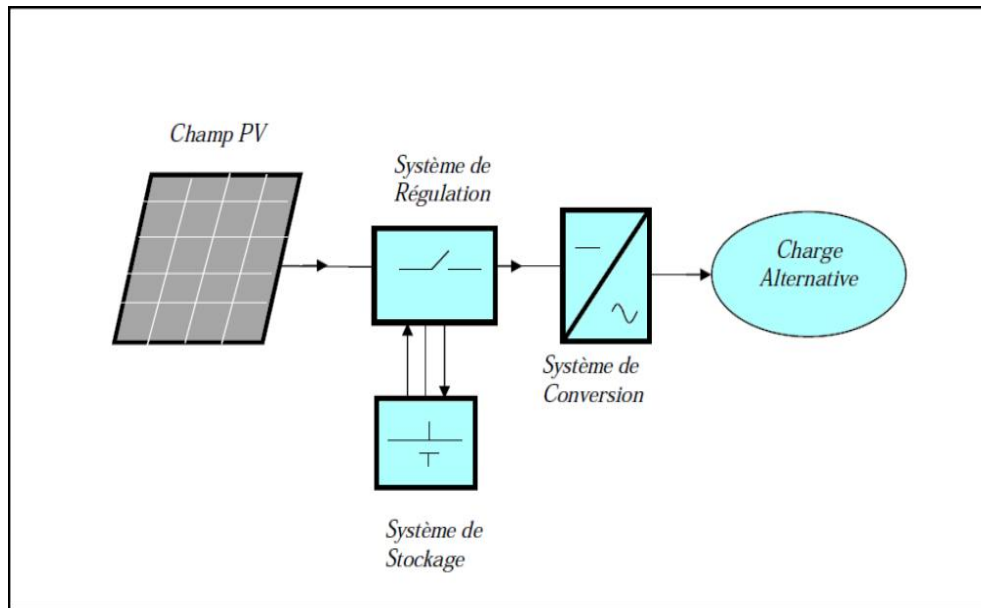 Champ PV
Système de
Régulation
Charge
Alternative
Système de
Conversion
Système de
Stockage